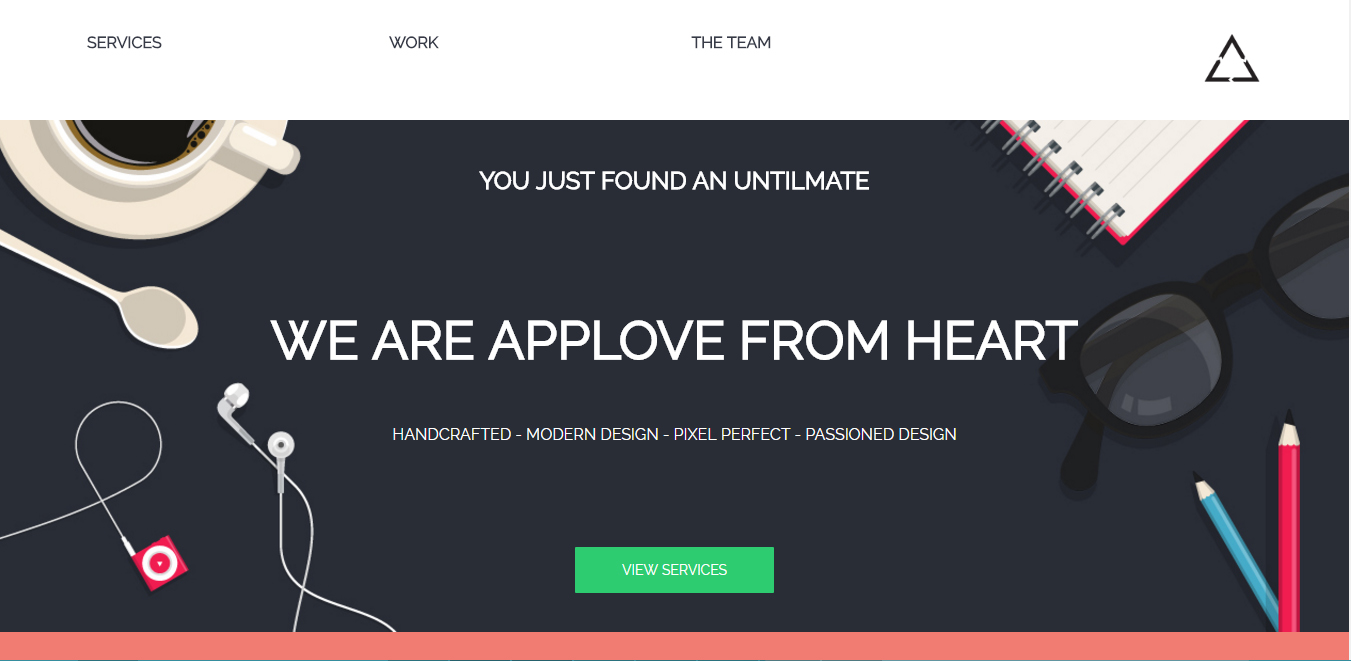 SERVICES
WORK
THE TEAM
YOU JUST FOUND AN UNTILMATE
WE ARE APPLOVE FROM HEART
HANDCRAFTED - MODERN DESIGN - PIXEL PERFECT - PASSIONED DESIGN
VIEW SERVICES